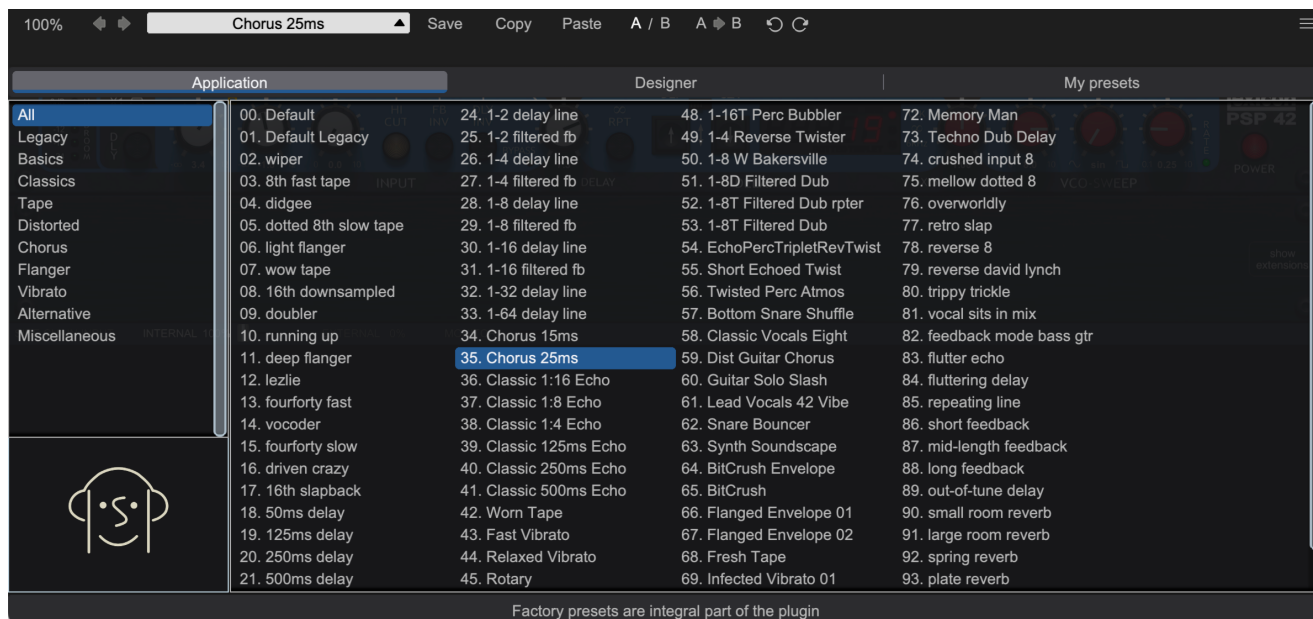 100% Chorus 25ms Save Copy Paste A / B A B
Application Designer My presets
All
Legacy
Basics
Classics
Tape
Distorted
Chorus
Flanger
Vibrato
Alternative
Miscellaneous
00. Default
01. Default Legacy
02. wiper
03. 8th fast tape
04. didgee
05. dotted 8th slow tape
06. light flanger
07. wow tape
08. 16th downsampled
09. doubler
10. running up
11. deep flanger
12. lezlie
13. fourforty fast
14. vocoder
15. fourforty slow
16. driven crazy
17. 16th slapback
18. 50ms delay
19. 125ms delay
20. 250ms delay
21. 500ms delay
24. 1-2 delay line
25. 1-2 filtered fb
26. 1-4 delay line
27. 1-4 filtered fb
28. 1-8 delay line
29. 1-8 filtered fb
30. 1-16 delay line
31. 1-16 filtered fb
32. 1-32 delay line
33. 1-64 delay line
34. Chorus 15ms
35. Chorus 25ms
36. Classic 1:16 Echo
37. Classic 1:8 Echo
38. Classic 1:4 Echo
39. Classic 125ms Echo
40. Classic 250ms Echo
41. Classic 500ms Echo
42. Worn Tape
43. Fast Vibrato
44. Relaxed Vibrato
45. Rotary
48. 1-16T Perc Bubbler
49. 1-4 Reverse Twister
50. 1-8 W Bakersville
51. 1-8D Filtered Dub
52. 1-8T Filtered Dub rpter
53. 1-8T Filtered Dub
54. EchoPercTripletRevTwist
55. Short Echoed Twist
56. Twisted Perc Atmos
57. Bottom Snare Shuffle
58. Classic Vocals Eight
59. Dist Guitar Chorus
60. Guitar Solo Slash
61. Lead Vocals 42 Vibe
62. Snare Bouncer
63. Synth Soundscape
64. BitCrush Envelope
65. BitCrush
66. Flanged Envelope 01
67. Flanged Envelope 02
68. Fresh Tape
69. Infected Vibrato 01
72. Memory Man
73. Techno Dub Delay
74. crushed input 8
75. mellow dotted 8
76. overworldly
77. retro slap
78. reverse 8
79. reverse david lynch
80. trippy trickle
81. vocal sits in mix
82. feedback mode bass gtr
83. flutter echo
84. fluttering delay
85. repeating line
86. short feedback
87. mid-length feedback
88. long feedback
89. out-of-tune delay
90. small room reverb
91. large room reverb
92. spring reverb
93. plate reverb
PSP 42
POWER
INPUT
DELAY
VCO SWEEP
show
extensions
Factory presets are integral part of the plugin